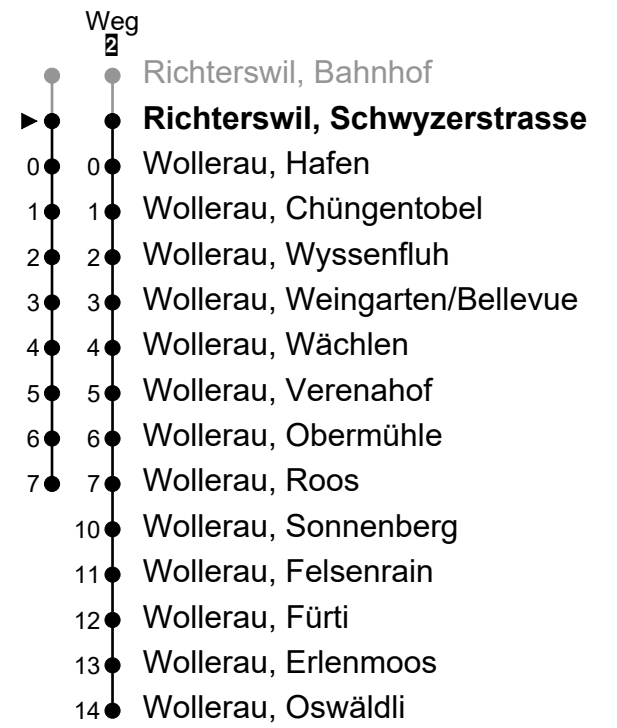 Weg
2
Richterswil, Bahnhof
Richterswil, Schwyzerstrasse
0 0 Wollerau, Hafen
1 1 Wollerau, Chüngentobel
2 2 Wollerau, Wyssenfluh
3 3 Wollerau, Weingarten/Bellevue
4 4 Wollerau, Wächlen
5 5 Wollerau, Verenahof
6 6 Wollerau, Obermühle
7 7 Wollerau, Roos
10 Wollerau, Sonnenberg
11 Wollerau, Felsenrain
12 Wollerau, Fürti
13 Wollerau, Erlenmoos
14 Wollerau, Oswäldli